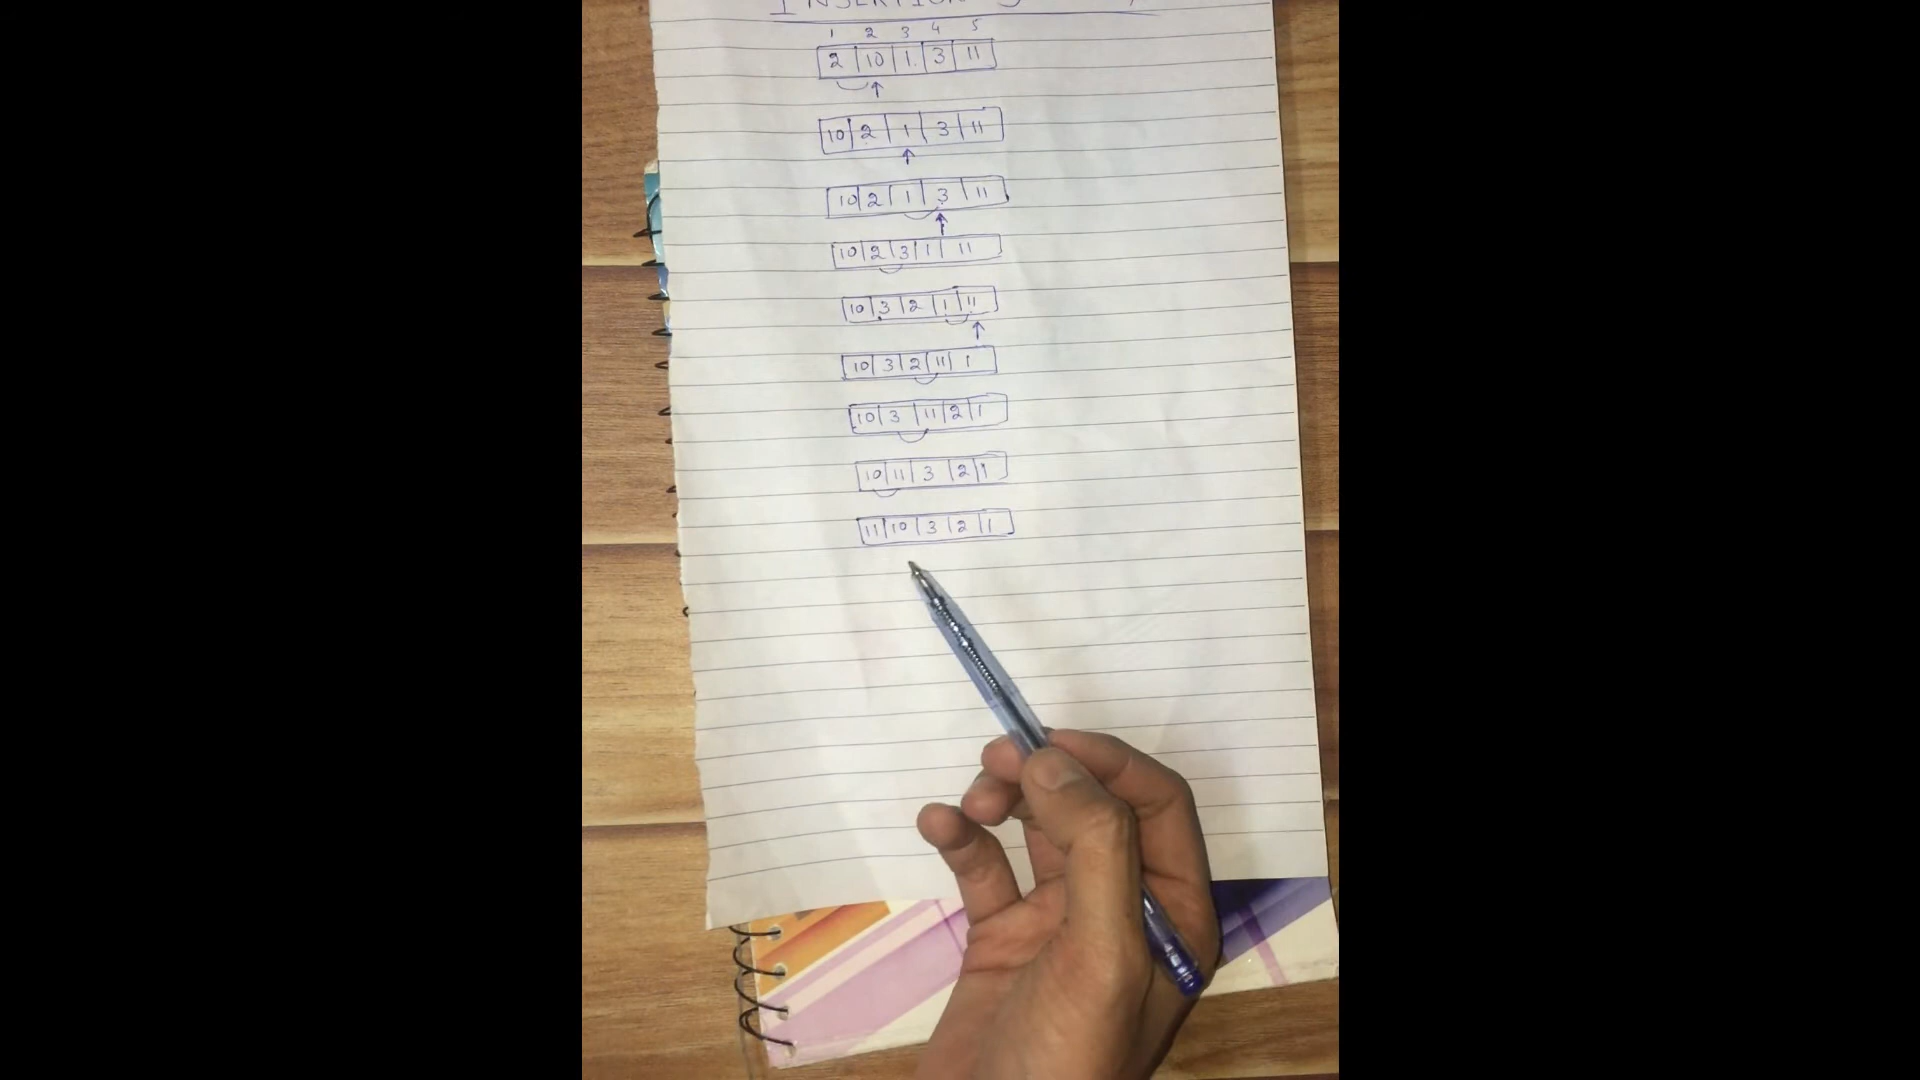 INSERTION
1 2 3 4 5
2 10 1 3 11
10 2 1 3 11
10 2 1 3 11
10 2 3 1 11
10 3 2 1 11
10 3 2 11 1
10 3 11 2 1
10 11 3 2 1
11 10 3 2 1